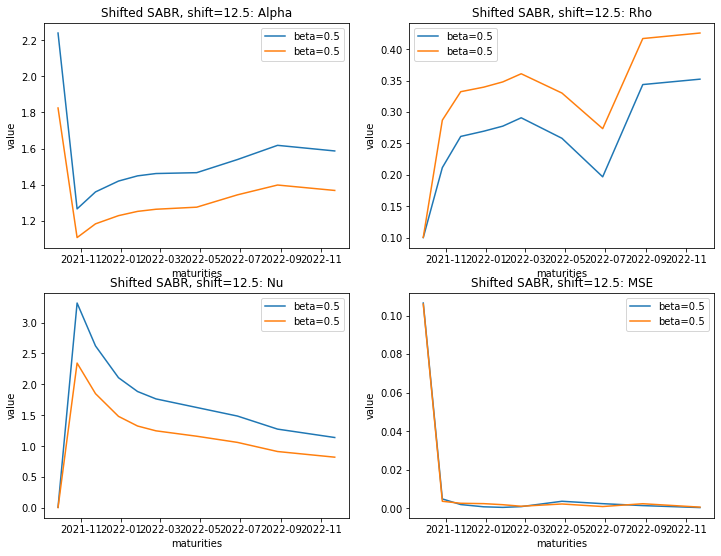 Shifted SABR, shift=12.5: Alpha
2.2
2.0
1.8
1.6
1.4
1.2
value
beta=0.5
beta=0.5
2021-11
2022-01
2022-03
2022-05
2022-07
2022-09
2022-11
maturities
Shifted SABR, shift=12.5: Rho
0.40
0.35
0.30
0.25
0.20
0.15
0.10
value
beta=0.5
beta=0.5
2021-11
2022-01
2022-03
2022-05
2022-07
2022-09
2022-11
maturities
Shifted SABR, shift=12.5: Nu
3.0
2.5
2.0
1.5
1.0
0.5
0.0
value
beta=0.5
beta=0.5
2021-11
2022-01
2022-03
2022-05
2022-07
2022-09
2022-11
maturities
Shifted SABR, shift=12.5: MSE
0.10
0.08
0.06
0.04
0.02
0.00
value
beta=0.5
beta=0.5
2021-11
2022-01
2022-03
2022-05
2022-07
2022-09
2022-11
maturities